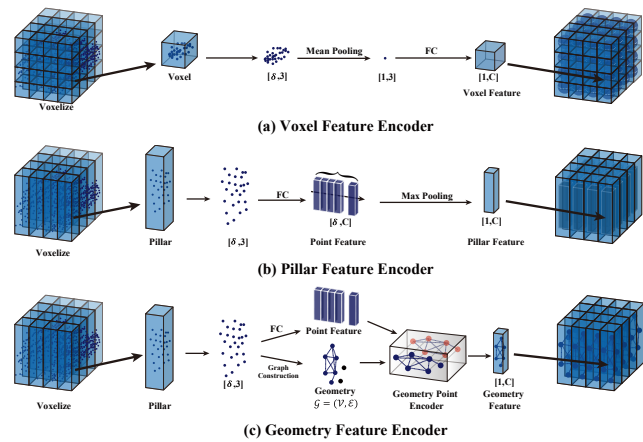 Voxelize
Voxel
[δ,3]
Mean Pooling
[1,3]
FC
[1,C]
Voxel Feature
(a) Voxel Feature Encoder
Voxelize
Pillar
[δ,3]
FC
[δ,C]
Point Feature
Max Pooling
[1,C]
Pillar Feature
(b) Pillar Feature Encoder
Voxelize
Pillar
[δ,3]
FC
Point Feature
Graph
Construction
Geometry
𝒢 = (𝒱, ℰ)
Geometry Point
Encoder
[1,C]
Geometry
Feature
(c) Geometry Feature Encoder